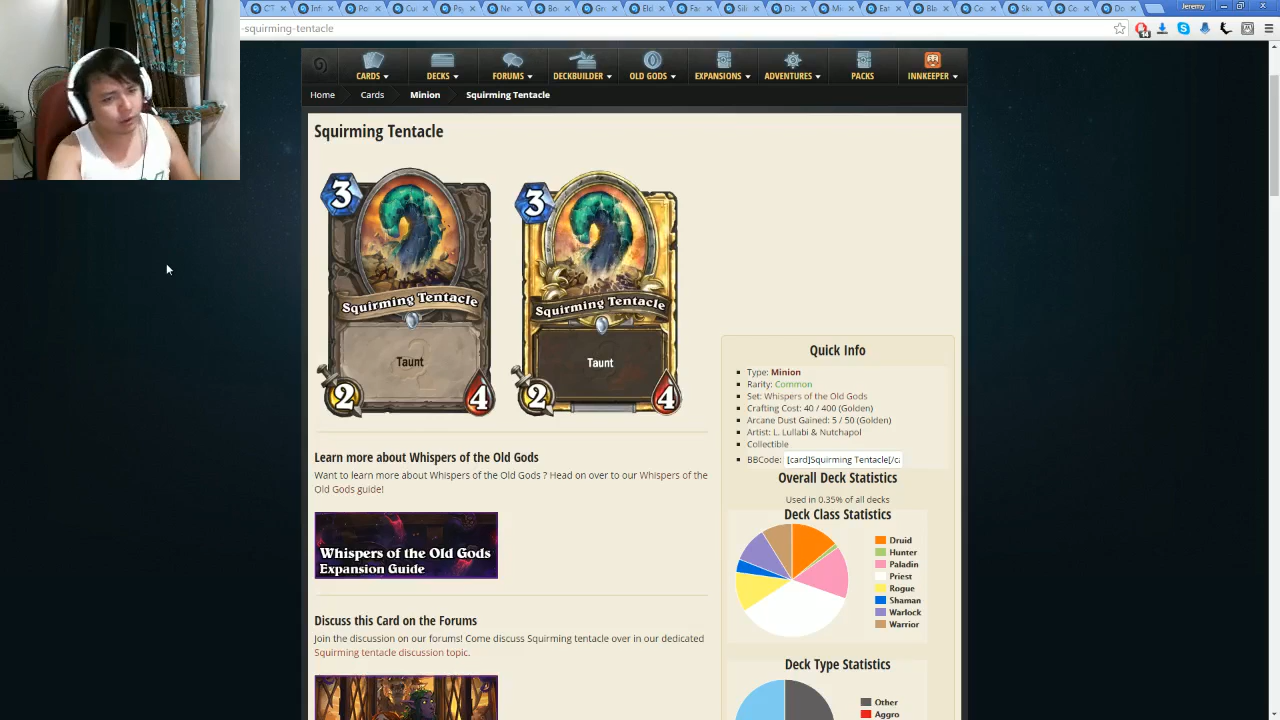 Jeremy
-squirming-tentacle
CARDS
DECKS
FORUMS
DECKBUILDER
OLD GODS
EXPANSIONS
ADVENTURES
PACKS
INNKEEPER
Home
Cards
Minion
Squirming Tentacle
Squirming Tentacle
3
Squirming Tentacle
Taunt
2
4
3
Squirming Tentacle
Taunt
2
4
Quick Info
Type: Minion
Rarity: Common
Set: Whispers of the Old Gods
Crafting Cost: 40 / 400 (Golden)
Arcane Dust Gained: 5 / 50 (Golden)
Artist: L. Lullabi & Nutchapol
Collectible
BBCode: [card]Squirming Tentacle[/ca
Overall Deck Statistics
Used in 0.35% of all decks
Deck Class Statistics
Druid
Hunter
Paladin
Priest
Rogue
Shaman
Warlock
Warrior
Deck Type Statistics
Other
Aggro
Learn more about Whispers of the Old Gods
Want to learn more about Whispers of the Old Gods ? Head on over to our Whispers of the
Old Gods guide!
Whispers of the Old Gods
Expansion Guide
Discuss this Card on the Forums
Join the discussion on our forums! Come discuss Squirming tentacle over in our dedicated
Squirming tentacle discussion topic.